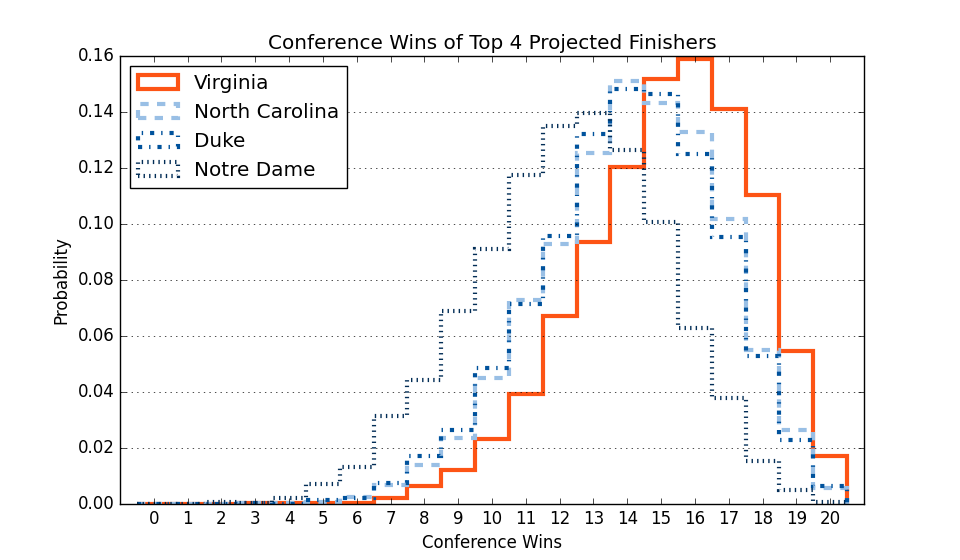 Conference Wins of Top 4 Projected Finishers
Virginia
North Carolina
Duke
Notre Dame
Probability
0.16
0.14
0.12
0.10
0.08
0.06
0.04
0.02
0.00
0 1 2 3 4 5 6 7 8 9 10 11 12 13 14 15 16 17 18 19 20
Conference Wins